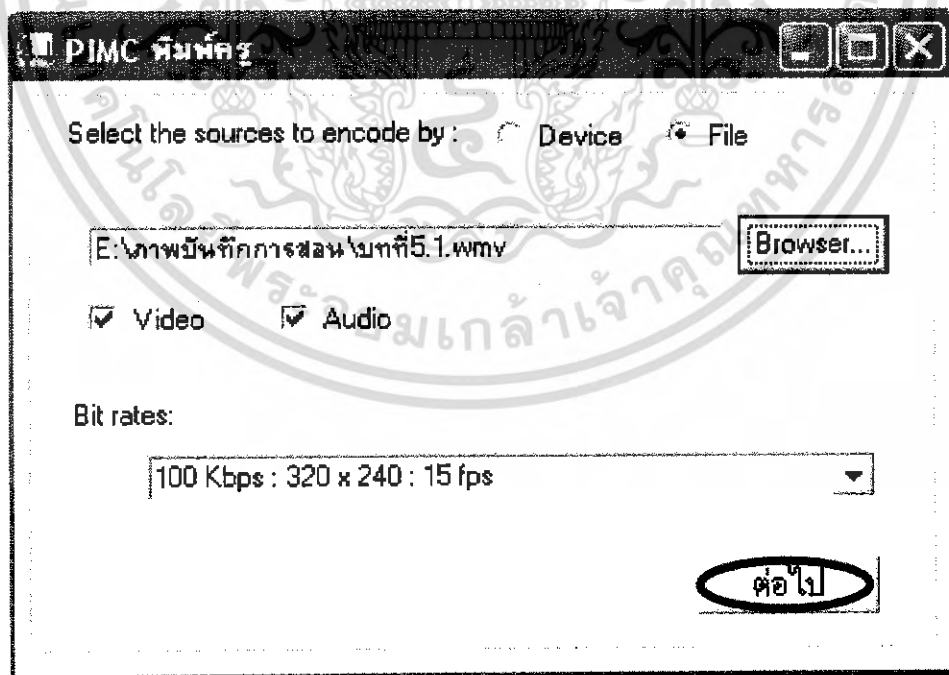 PIMC พิมพ์ครู
Select the sources to encode by : Device File
E:\ภาพบันทึกการสอน\บทที่5.1.wmv
Browser...
Video Audio
Bit rates:
100 Kbps : 320 x 240 : 15 fps
ต่อไป